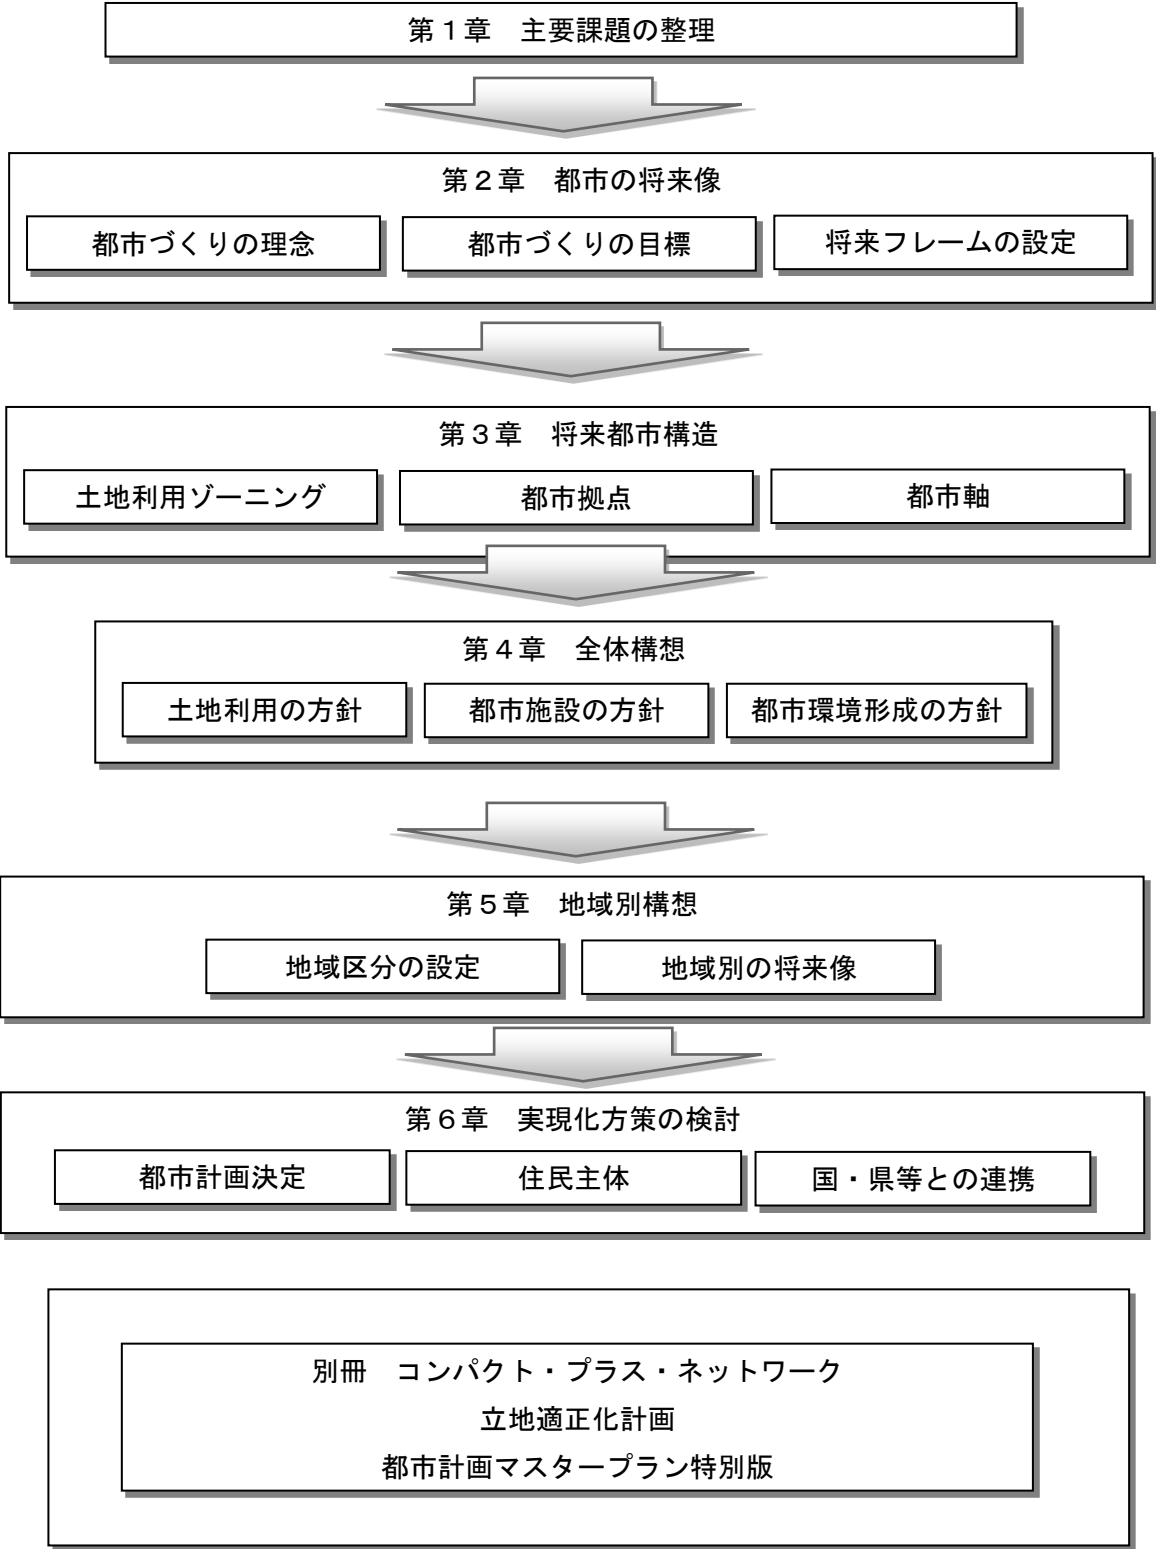 第１章　主要課題の整理
第２章　都市の将来像
都市づくりの理念
都市づくりの目標
将来フレームの設定
第３章　将来都市構造
土地利用ゾーニング
都市拠点
都市軸
第４章　全体構想
土地利用の方針
都市施設の方針
都市環境形成の方針
第５章　地域別構想
地域区分の設定
地域別の将来像
第６章　実現化方策の検討
都市計画決定
住民主体
国・県等との連携
別冊　コンパクト・プラス・ネットワーク
立地適正化計画
都市計画マスタープラン特別版